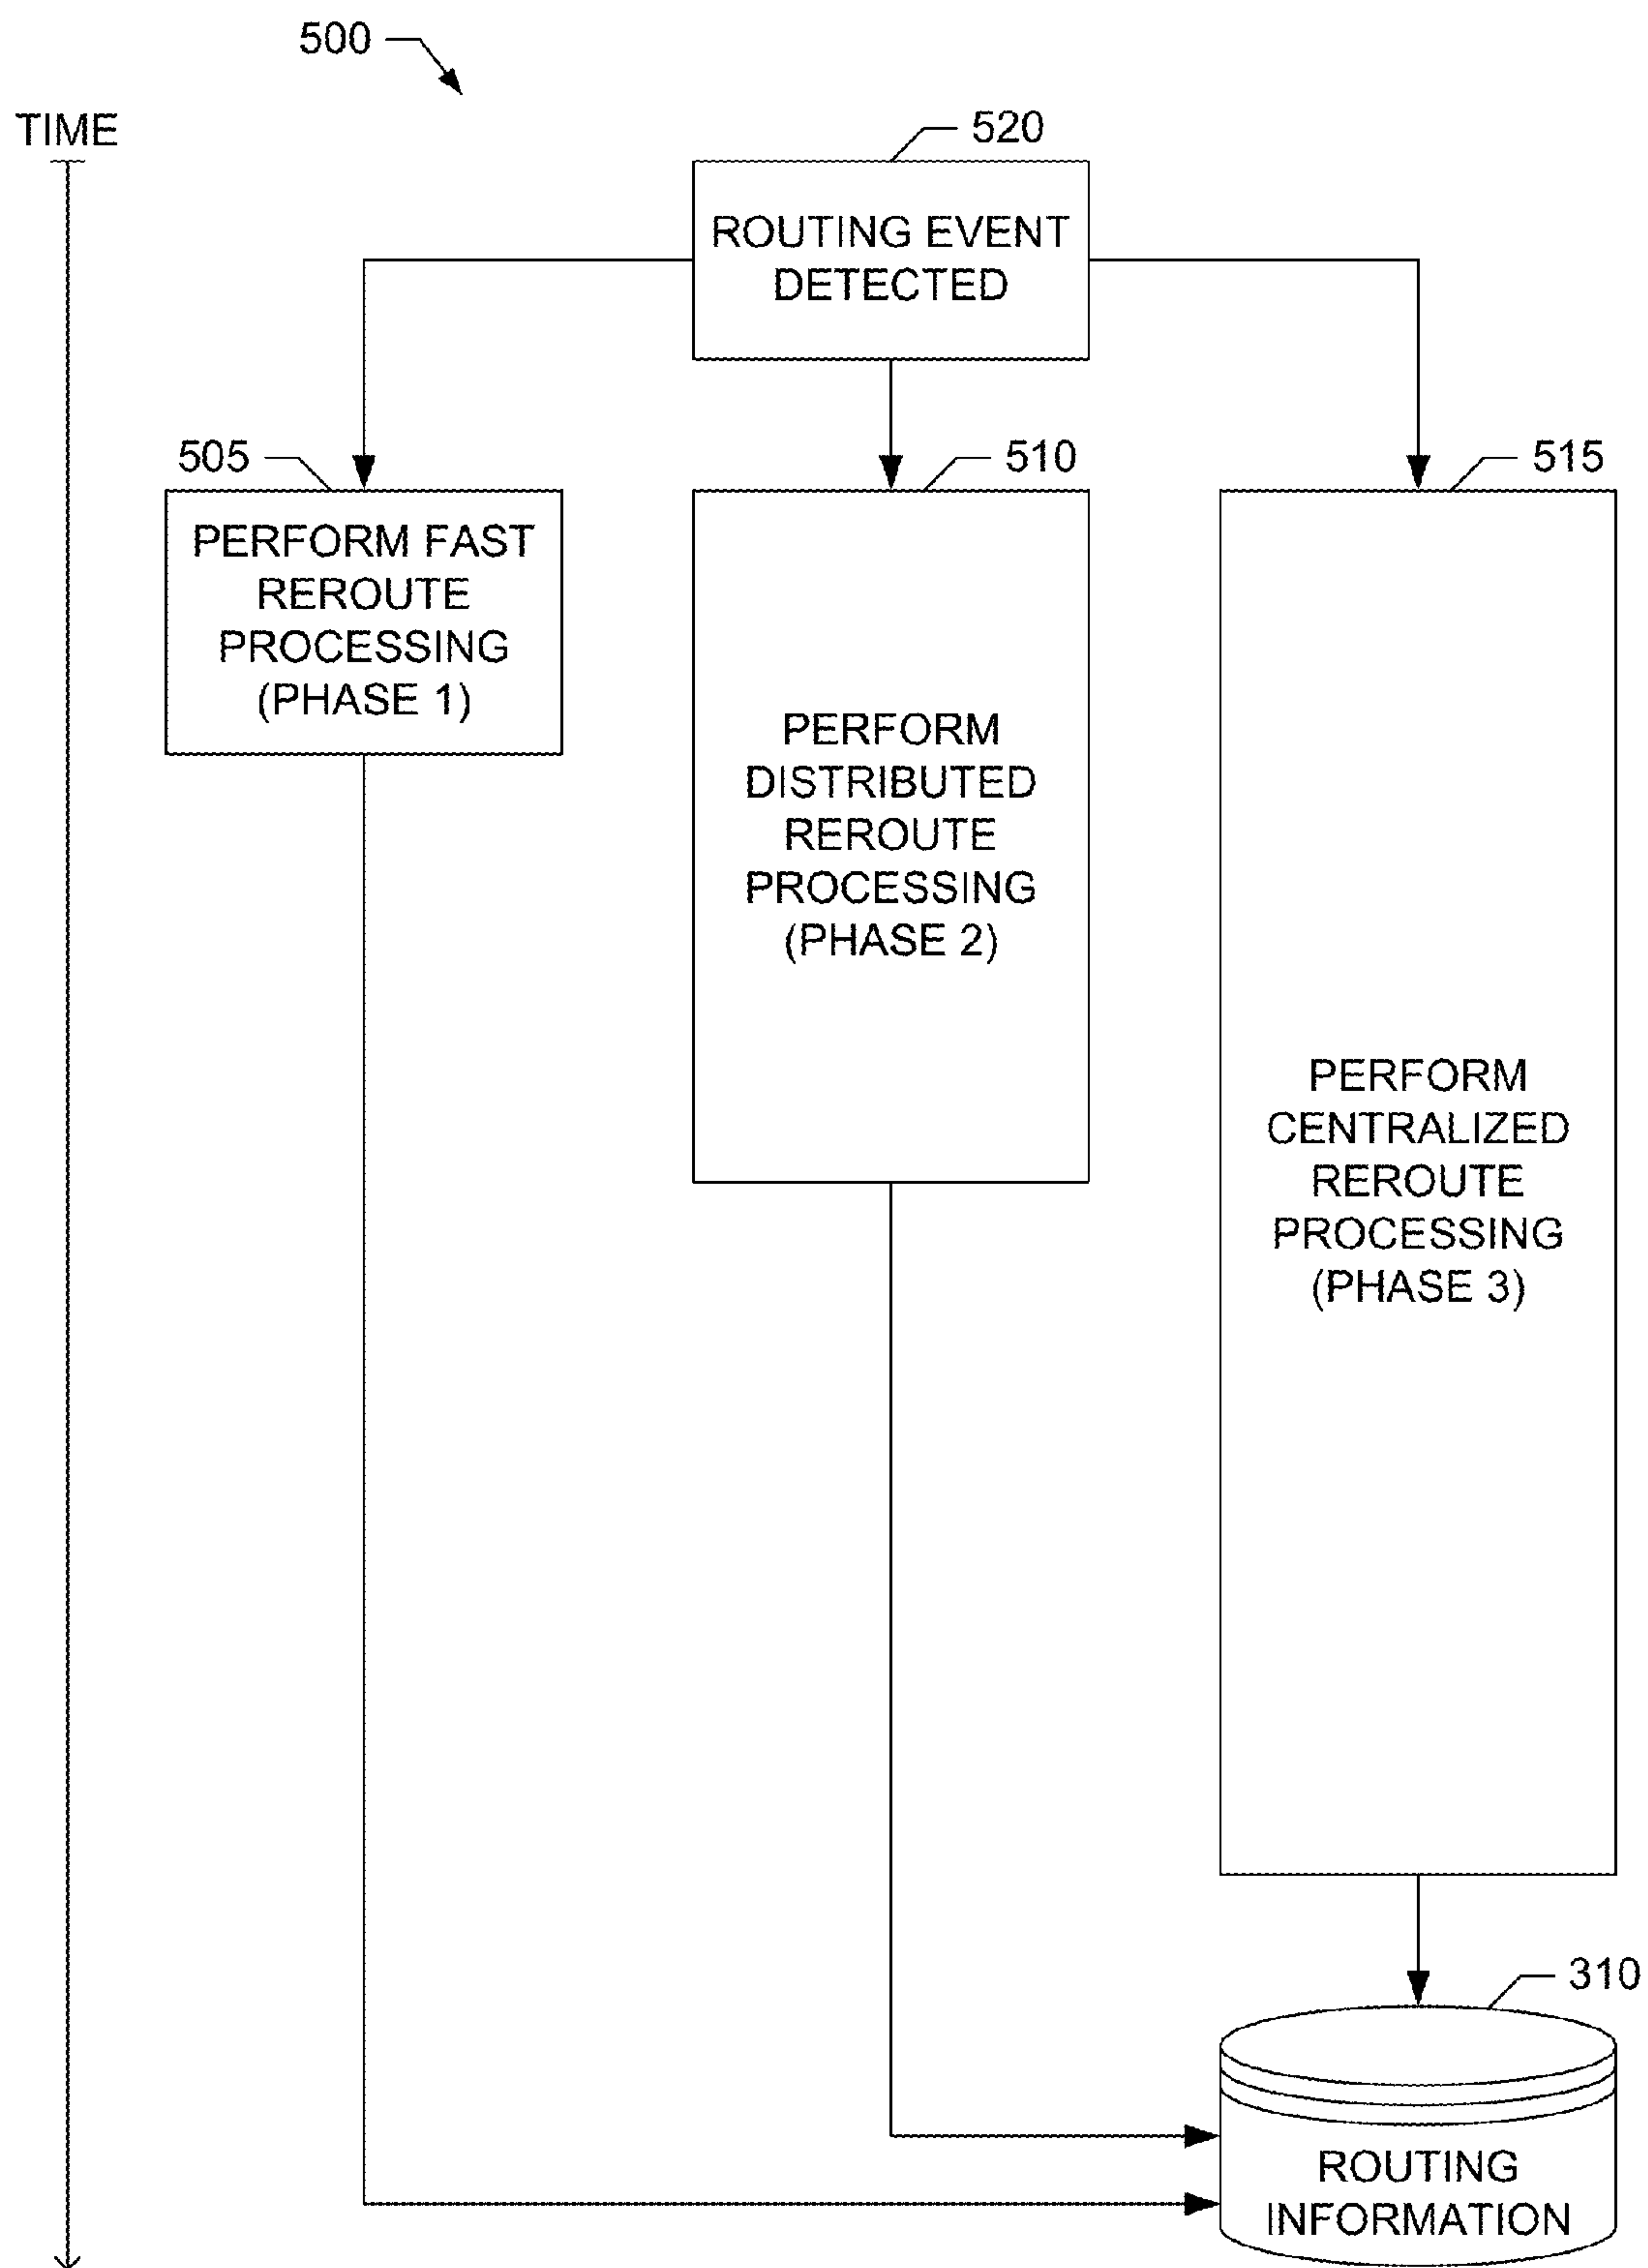 500
TIME
520
ROUTING EVENT
DETECTED
505
510
515
PERFORM FAST
REROUTE
PROCESSING
(PHASE 1)
PERFORM
DISTRIBUTED
REROUTE
PROCESSING
(PHASE 2)
PERFORM
CENTRALIZED
REROUTE
PROCESSING
(PHASE 3)
310
ROUTING
INFORMATION